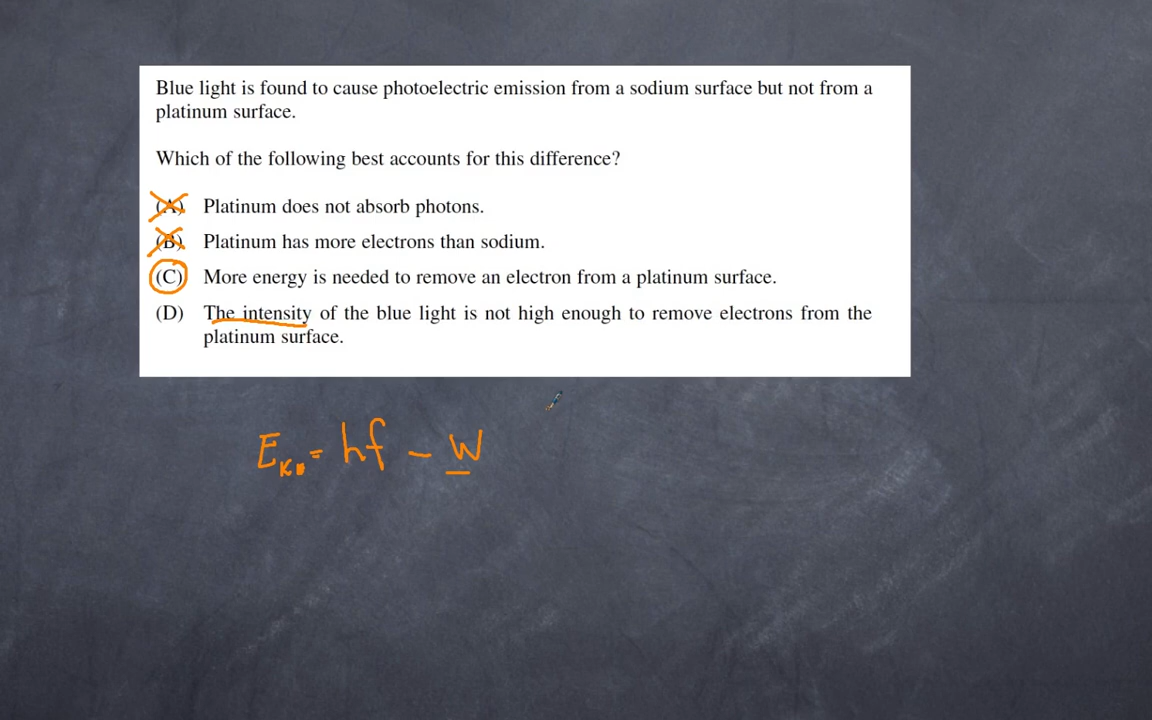 Blue light is found to cause photoelectric emission from a sodium surface but not from a
platinum surface.
Which of the following best accounts for this difference?
(A) Platinum does not absorb photons.
(B) Platinum has more electrons than sodium.
(C) More energy is needed to remove an electron from a platinum surface.
(D) The intensity of the blue light is not high enough to remove electrons from the
platinum surface.
E_K = hf - W